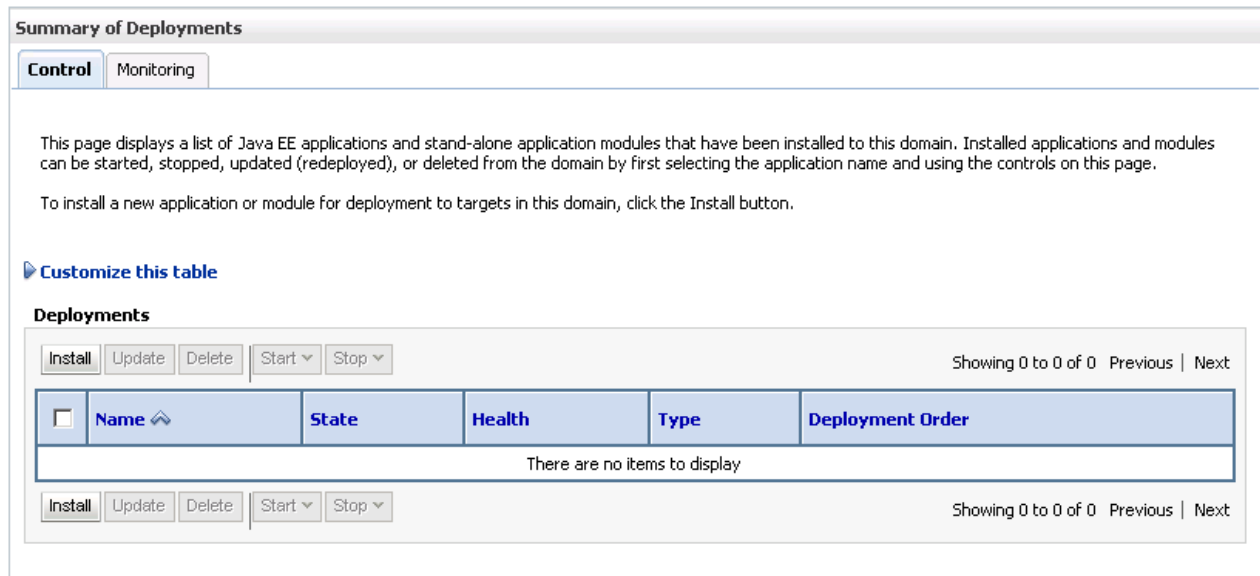 Summary of Deployments
Control Monitoring
This page displays a list of Java EE applications and stand-alone application modules that have been installed to this domain. Installed applications and modules
can be started, stopped, updated (redeployed), or deleted from the domain by first selecting the application name and using the controls on this page.
To install a new application or module for deployment to targets in this domain, click the Install button.
Customize this table
Deployments
Install Update Delete Start Stop Showing 0 to 0 of 0 Previous | Next
Name State Health Type Deployment Order
There are no items to display
Install Update Delete Start Stop Showing 0 to 0 of 0 Previous | Next